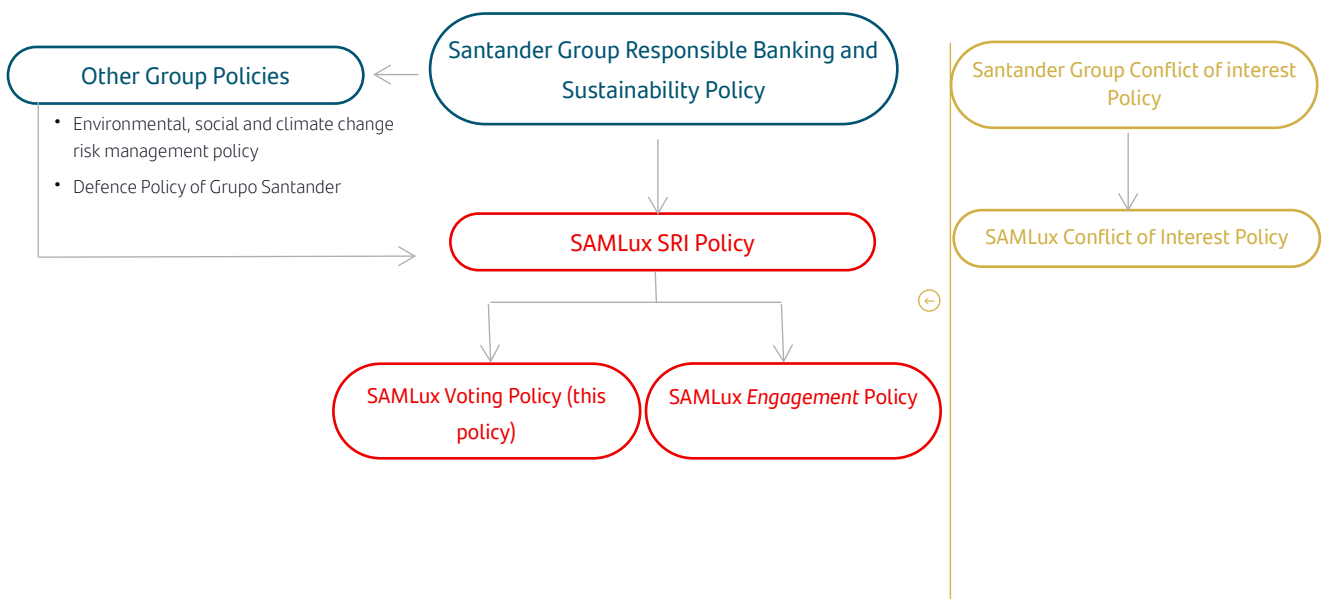 Santander Group Responsible Banking and
Sustainability Policy
Other Group Policies
• Environmental, social and climate change
risk management policy
• Defence Policy of Grupo Santander
Santander Group Conflict of interest
Policy
SAMLux SRI Policy
SAMLux Conflict of Interest Policy
SAMLux Voting Policy (this
policy)
SAMLux Engagement Policy